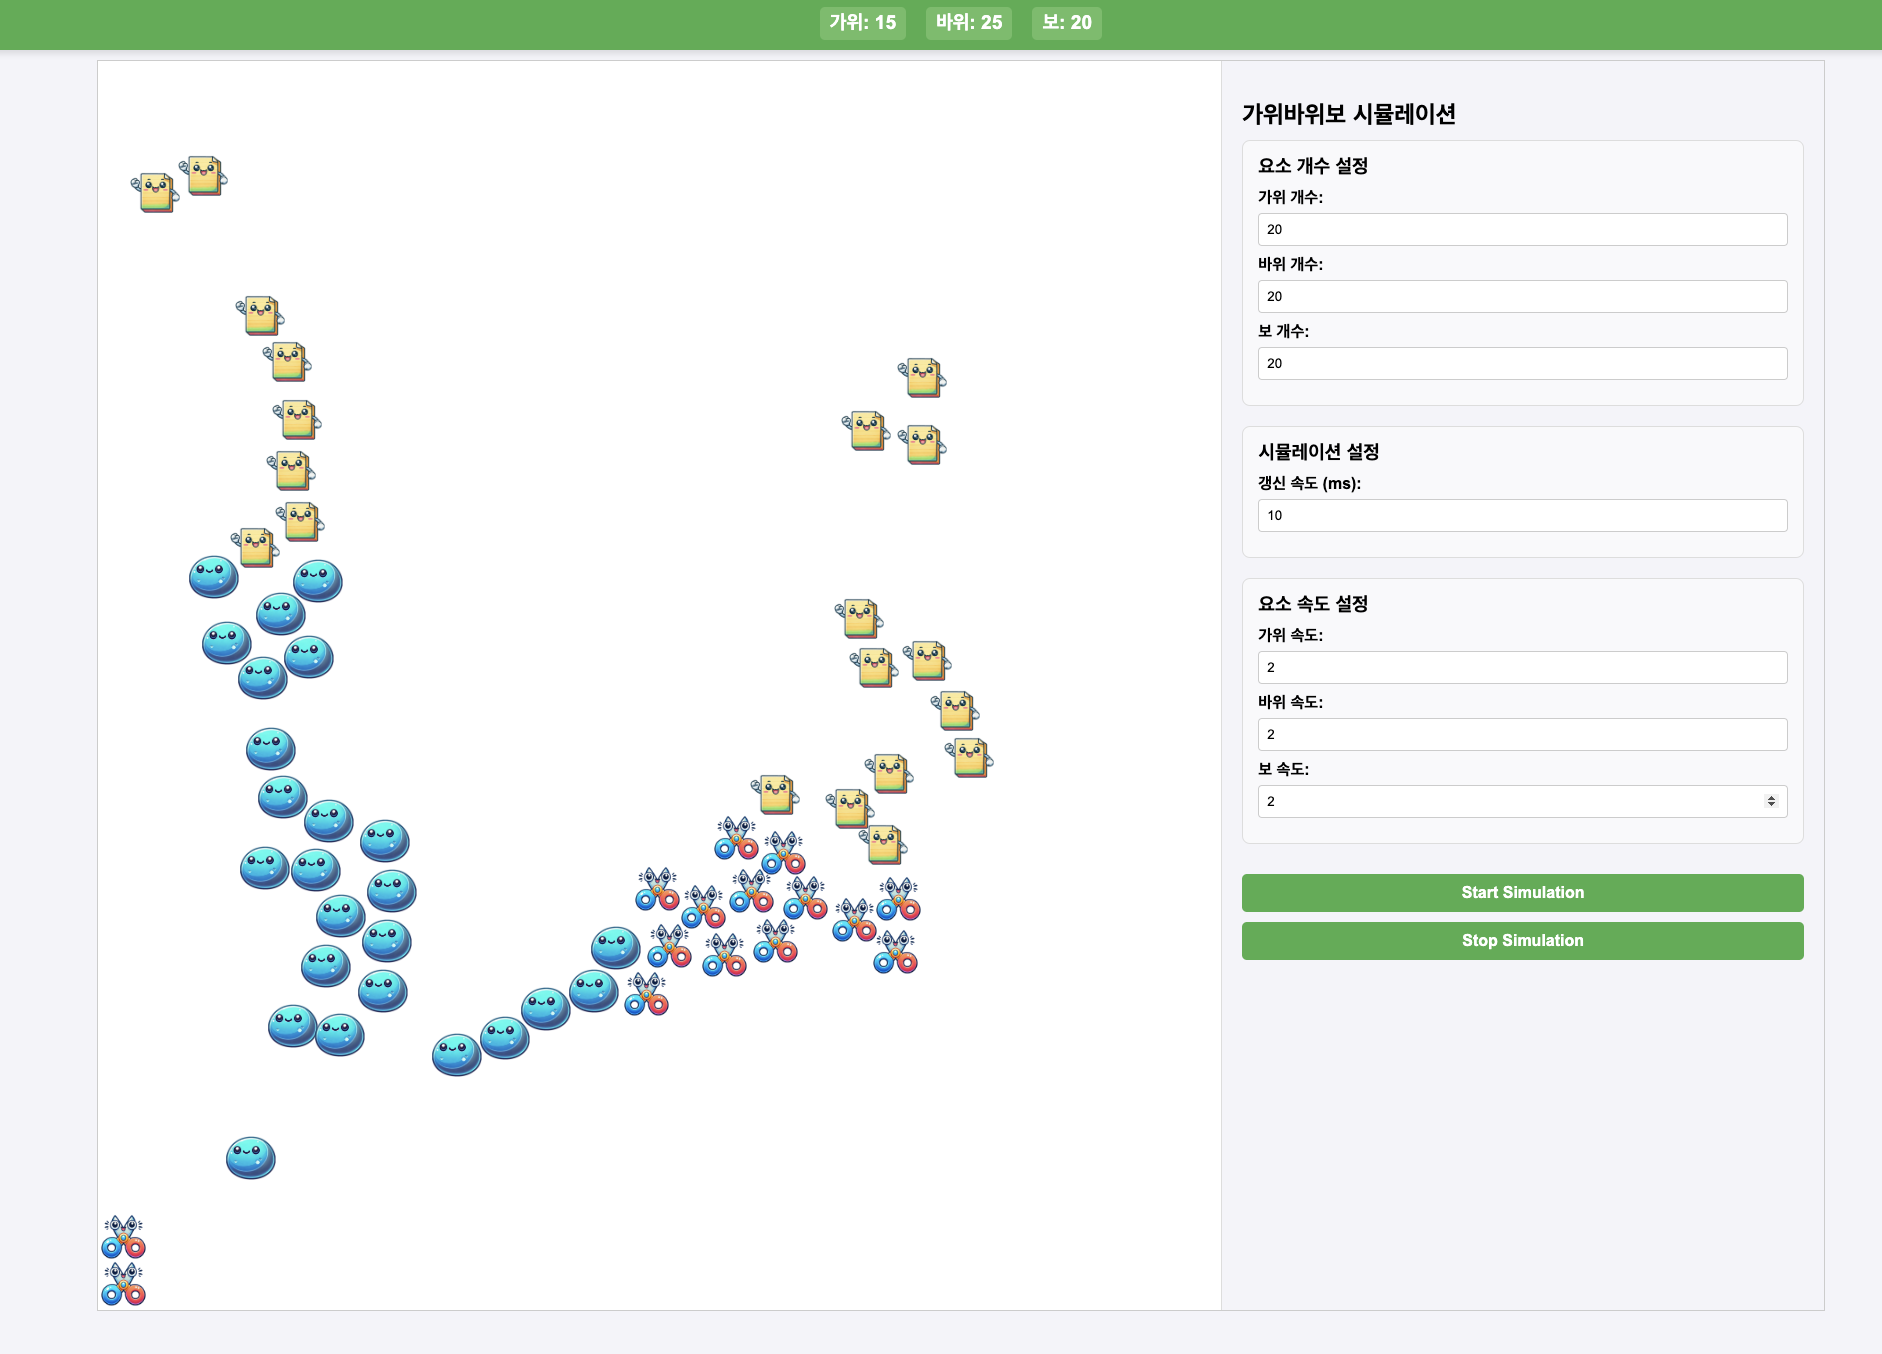 가위: 15 바위: 25 보: 20
가위바위보 시뮬레이션
요소 개수 설정
가위 개수:
20
바위 개수:
20
보 개수:
20
시뮬레이션 설정
갱신 속도 (ms):
10
요소 속도 설정
가위 속도:
2
바위 속도:
2
보 속도:
2
Start Simulation
Stop Simulation